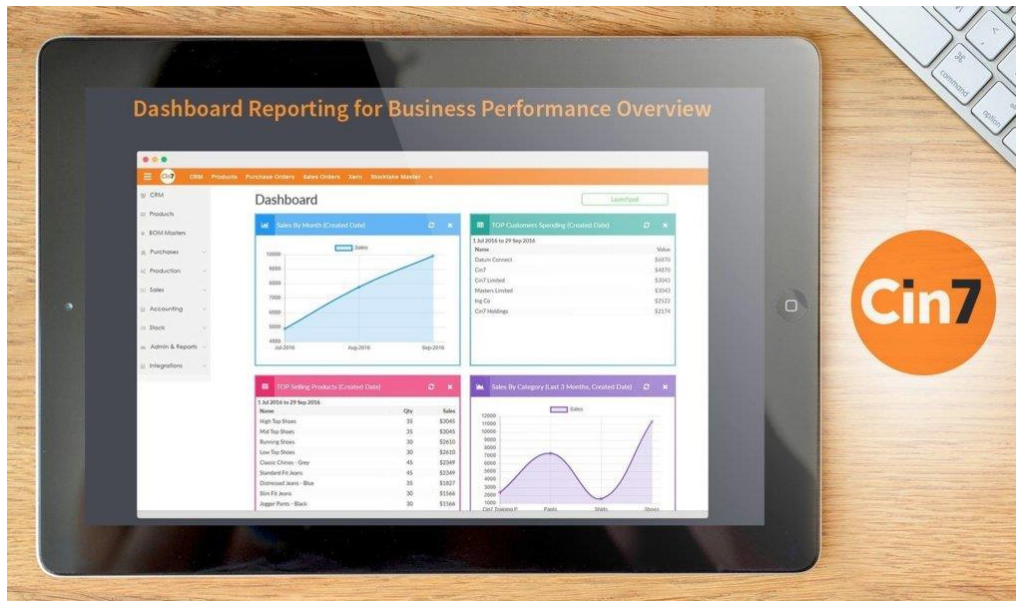 command
option
Dashboard Reporting for Business Performance Overview
Cin7 CRM Products Purchase Orders Sales Orders Xero Stocktake Master +
CRM
Products
BOM Masters
Purchases
Production
Sales
Accounting
Stock
Admin & Reports
Integrations
Dashboard
Launchpad
Sales By Month (Created Date)
Sales
10000
9000
8000
7000
6000
5000
4000
Jul-2016 Aug-2016 Sep-2016
TOP Customers Spending (Created Date)
1 Jul 2016 to 29 Sep 2016
Name Value
Datum Connect $6870
Cin7 $4870
Cin7 Limited $3043
Masters Limited $3043
Ing Co $2522
Cin7 Holdings $2174
TOP Selling Products (Created Date)
1 Jul 2016 to 29 Sep 2016
Name Qty Sales
High Top Shoes 35 $3045
Mid Top Shoes 35 $3045
Running Shoes 30 $2610
Low Top Shoes 30 $2610
Classic Chinos - Grey 45 $2349
Standard Fit Jeans 45 $2349
Distressed Jeans - Blue 35 $1827
Slim Fit Jeans 30 $1566
Jogger Pants - Black 30 $1566
Sales By Category (Last 3 Months, Created Date)
Sales
12000
11000
10000
9000
8000
7000
6000
5000
4000
3000
2000
1000
Cin7 Training P Pants Shirts Shoes
Cin7